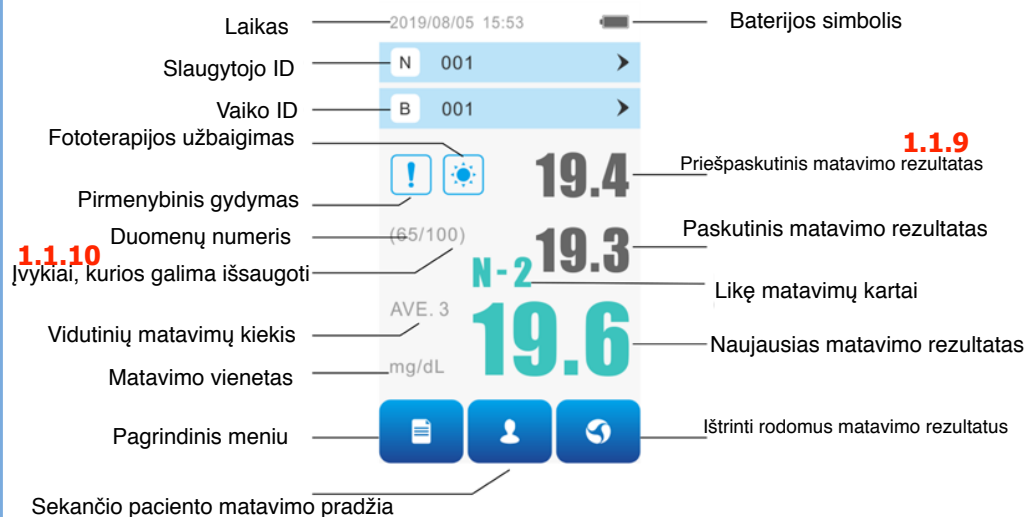 Laikas
2019/08/05 15:53
Baterijos simbolis
Slaugytojo ID
N 001
Vaiko ID
B 001
Fototerapijos užbaigimas
1.1.9
19.4
Priešpaskutinis matavimo rezultatas
Pirmenybinis gydymas
Duomenų numeris
(65/100)
19.3
Paskutinis matavimo rezultatas
1.1.10
Įvykiai, kurios galima išsaugoti
N-2
Likę matavimų kartai
AVE. 3
Vidutinių matavimų kiekis
19.6
Naujausias matavimo rezultatas
Matavimo vienetas
mg/dL
Pagrindinis meniu
Ištrinti rodomus matavimo rezultatus
Sekančio paciento matavimo pradžia